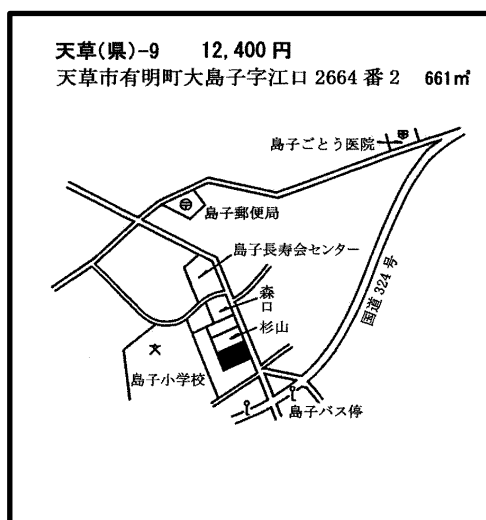 天草(県)-9 12,400 円
天草市有明町大島子字江口 2664 番 2 661㎡
島子ごとう医院
島子郵便局
島子長寿会センター
森口
杉山
国道 324 号
文
島子小学校
島子バス停